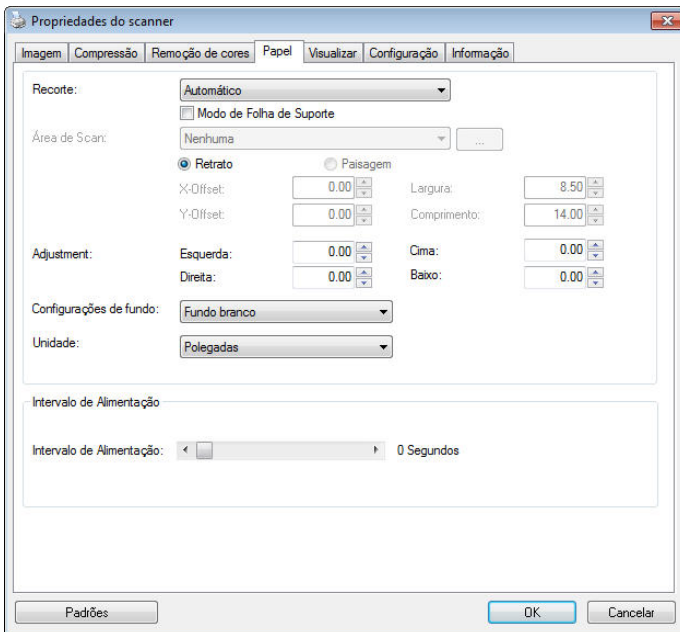 Propriedades do scanner
Imagem Compressão Remoção de cores Papel Visualizar Configuração Informação
Recorte: Automático
Modo de Folha de Suporte
Área de Scan: Nenhuma ...
Retrato Paisagem
X-Offset: 0.00 Largura: 8.50
Y-Offset: 0.00 Comprimento: 14.00
Adjustment: Esquerda: 0.00 Cima: 0.00
Direita: 0.00 Baixo: 0.00
Configurações de fundo: Fundo branco
Unidade: Polegadas
Intervalo de Alimentação
Intervalo de Alimentação: 0 Segundos
Padrões OK Cancelar